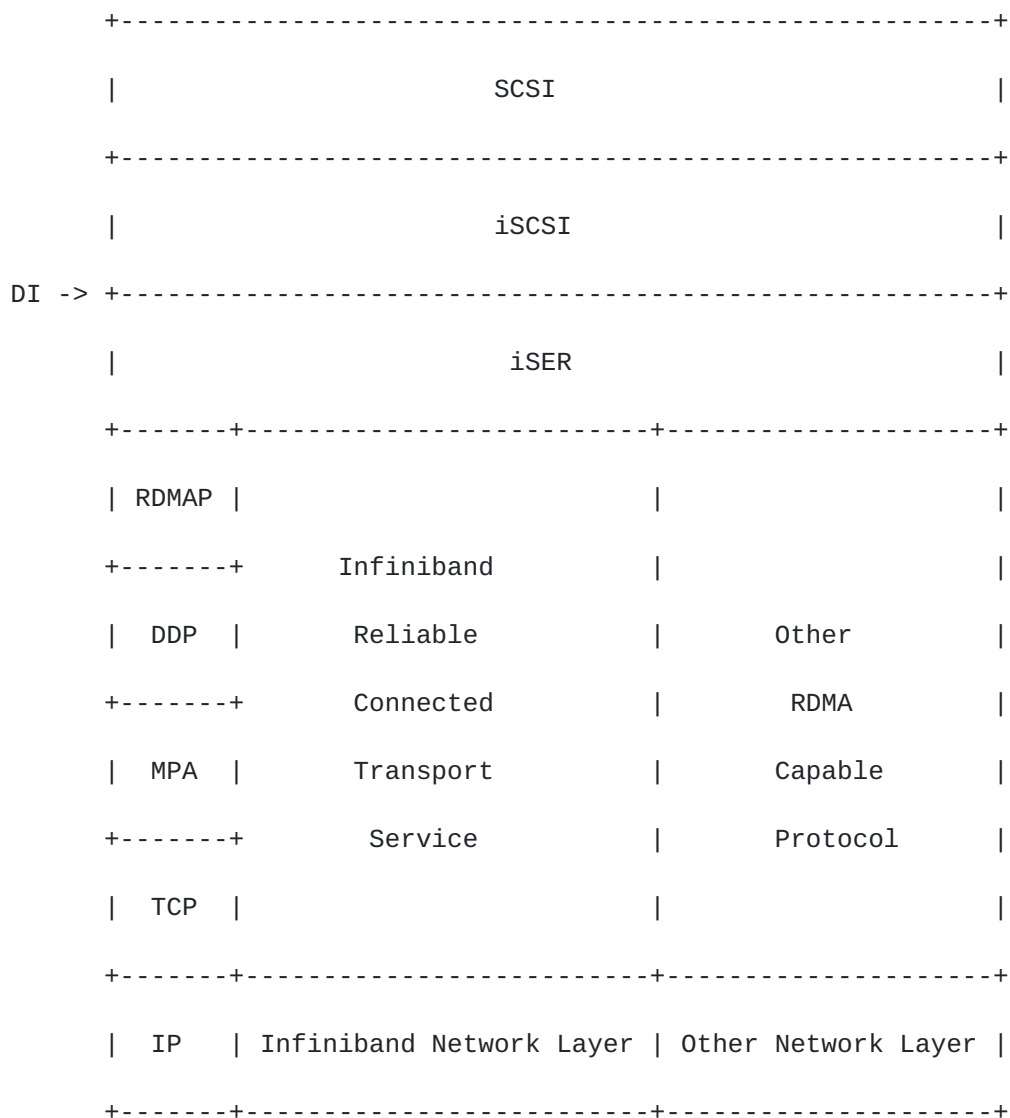 +--------------------------------------------------------+
| SCSI |
+--------------------------------------------------------+
| iSCSI |
DI -> +--------------------------------------------------------+
| iSER |
+-------+--------------------------+---------------------+
| RDMAP | | |
+-------+ Infiniband | |
| DDP | Reliable | Other |
+-------+ Connected | RDMA |
| MPA | Transport | Capable |
+-------+ Service | Protocol |
| TCP | | |
+-------+--------------------------+---------------------+
| IP | Infiniband Network Layer | Other Network Layer |
+-------+--------------------------+---------------------+